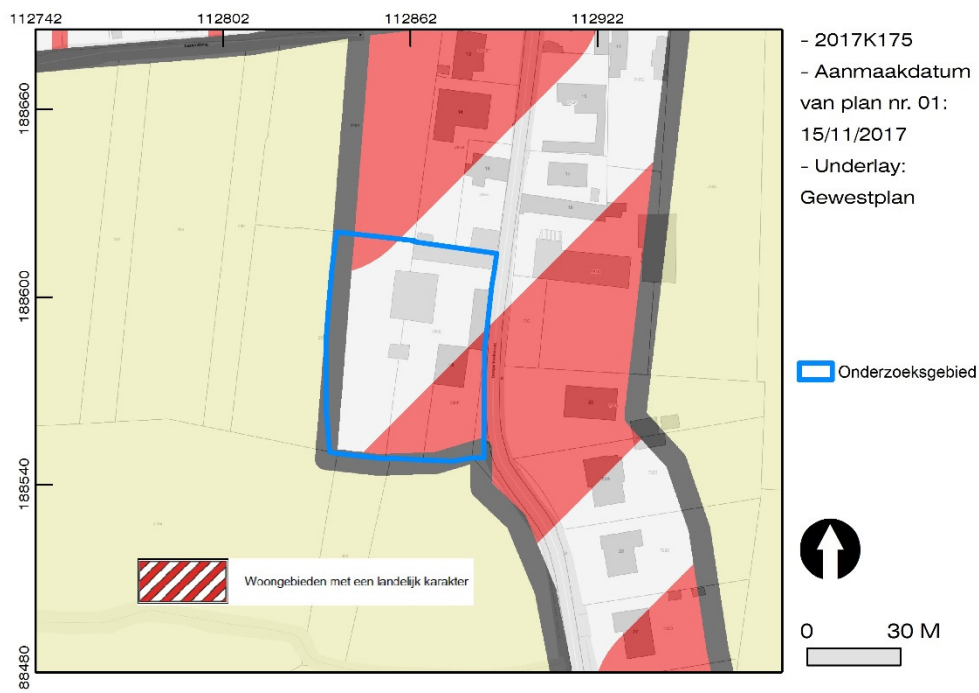 112742
112802
112862
112922
- 2017K175
- Aanmaakdatum
van plan nr. 01:
15/11/2017
- Underlay:
Gewestplan
188660
188600
188540
88480
Onderzoeksgebied
Woongebieden met een landelijk karakter
0
30 M